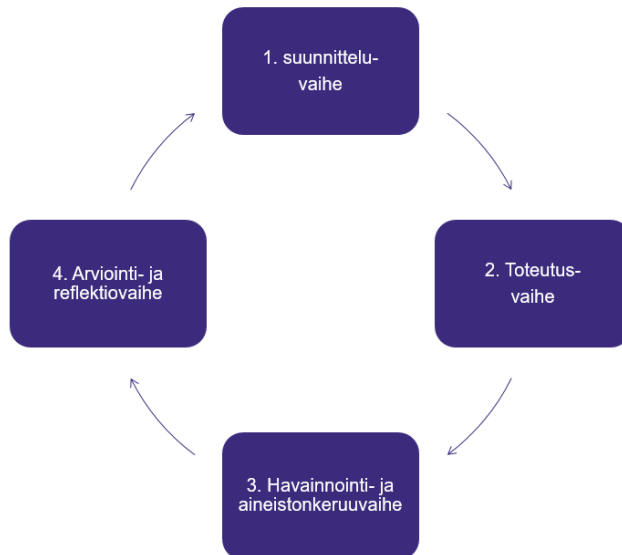 1. suunnittelu-
vaihe
2. Toteutus-
vaihe
3. Havainnointi- ja
aineistonkeruuvaihe
4. Arviointi- ja
reflektiovaihe